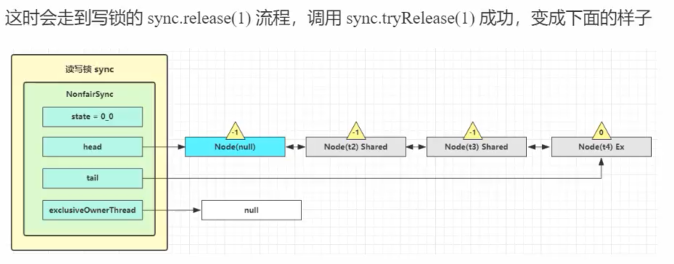 这时会走到写锁的 sync.release(1) 流程，调用 sync.tryRelease(1) 成功，变成下面的样子
读写锁 sync
NonfairSync
state = 0_0
head
tail
exclusiveOwnerThread
-1
Node(null)
-1
Node(t2) Shared
-1
Node(t3) Shared
0
Node(t4) Ex
null